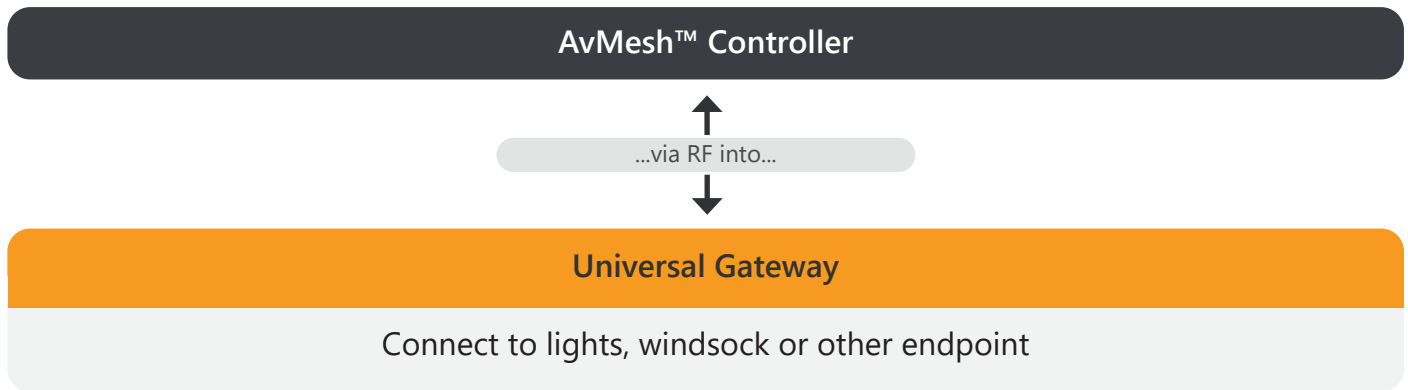 AvMesh™ Controller
...via RF into...
Universal Gateway
Connect to lights, windsock or other endpoint